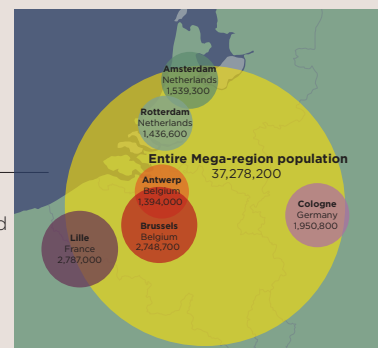 Amsterdam
Netherlands
1,539,300
Rotterdam
Netherlands
1,436,600
Entire Mega-region population
37,278,200
Antwerp
Belgium
1,394,000
Brussels
Belgium
2,748,700
Cologne
Germany
1,950,800
Lille
France
2,787,000
d